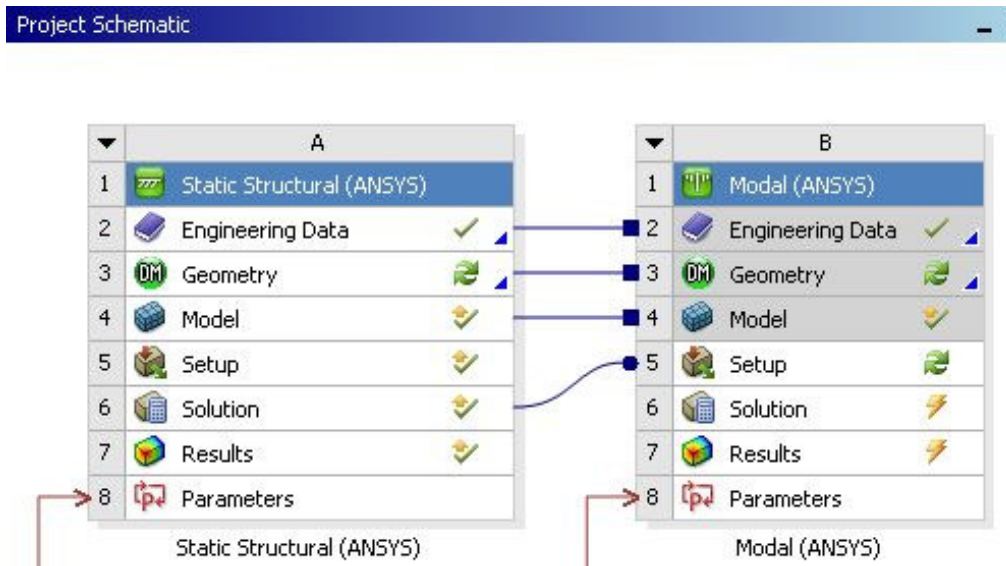 Project Schematic
A
1 Static Structural (ANSYS)
2 Engineering Data
3 DM Geometry
4 Model
5 Setup
6 Solution
7 Results
8 p Parameters
Static Structural (ANSYS)
B
1 Modal (ANSYS)
2 Engineering Data
3 DM Geometry
4 Model
5 Setup
6 Solution
7 Results
8 p Parameters
Modal (ANSYS)